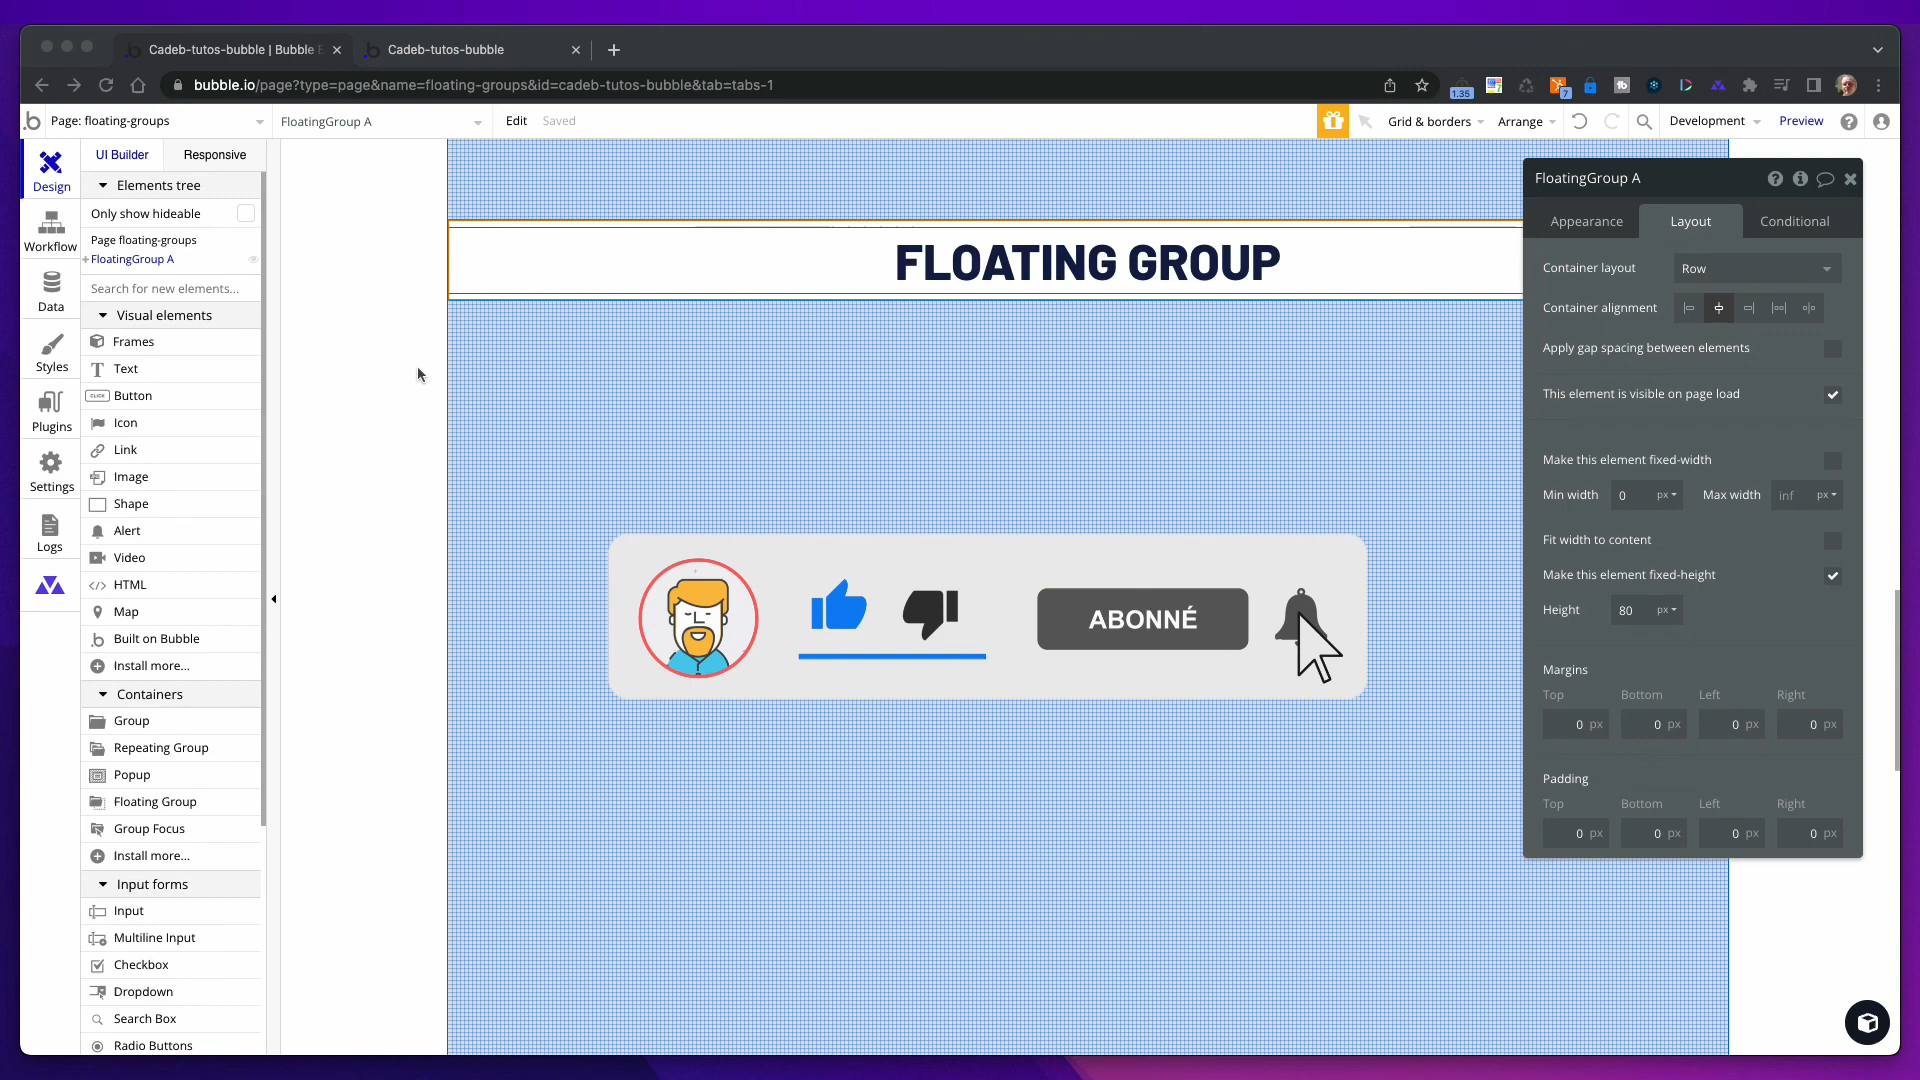 Cadeb-tutos-bubble | Bubble E
Cadeb-tutos-bubble
bubble.io/page?type=page&name=floating-groups&id=cadeb-tutos-bubble&tab=tabs-1
1.35
7
Page: floating-groups
FloatingGroup A
Edit
Saved
Grid & borders
Arrange
Development
Preview
Design
Workflow
Data
Styles
Plugins
Settings
Logs
UI Builder
Responsive
Elements tree
Only show hideable
Page floating-groups
FloatingGroup A
Search for new elements...
Visual elements
Frames
Text
CLICK
Button
Icon
Link
Image
Shape
Alert
Video
HTML
Map
Built on Bubble
Install more...
Containers
Group
Repeating Group
Popup
Floating Group
Group Focus
Install more...
Input forms
Input
Multiline Input
Checkbox
Dropdown
Search Box
Radio Buttons
FLOATING GROUP
ABONNÉ
FloatingGroup A
Appearance
Layout
Conditional
Container layout
Row
Container alignment
Apply gap spacing between elements
This element is visible on page load
Make this element fixed-width
Min width 0 px Max width inf px
Fit width to content
Make this element fixed-height
Height 80 px
Margins
Top Bottom Left Right
0 px 0 px 0 px 0 px
Padding
Top Bottom Left Right
0 px 0 px 0 px 0 px